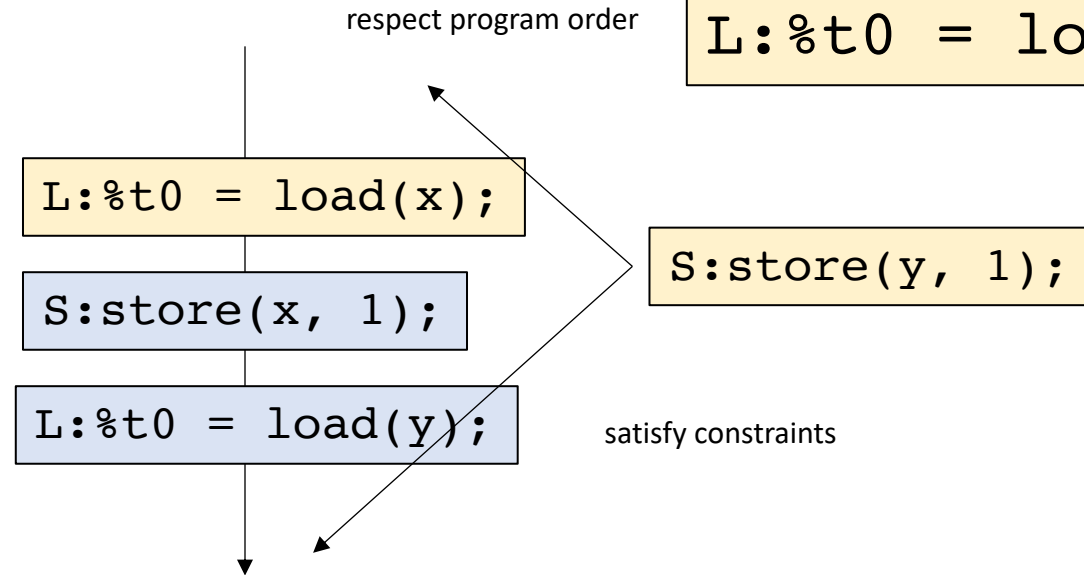 respect program order
L:%t0 = lo
L:%t0 = load(x);
S:store(y, 1);
S:store(x, 1);
L:%t0 = load(y);
satisfy constraints